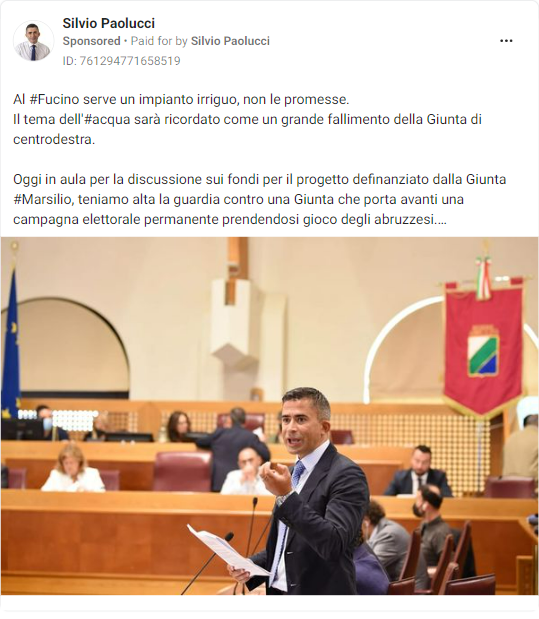 Silvio Paolucci
Sponsored • Paid for by Silvio Paolucci
ID: 761294771658519
Al #Fucino serve un impianto irriguo, non le promesse.
Il tema dell'#acqua sarà ricordato come un grande fallimento della Giunta di
centrodestra.
Oggi in aula per la discussione sui fondi per il progetto definanziato dalla Giunta
#Marsilio, teniamo alta la guardia contro una Giunta che porta avanti una
campagna elettorale permanente prendendosi gioco degli abruzzesi....